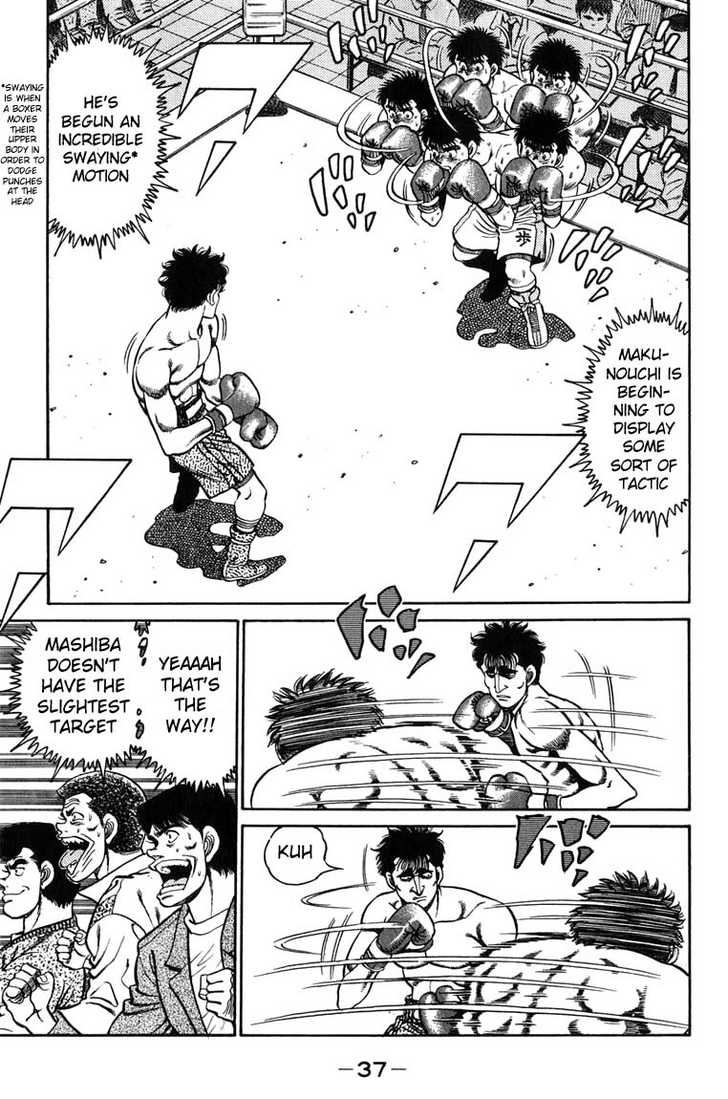 MAKU-
NOUCHI IS
BEGIN-
NING TO
DISPLAY
SOME
SORT OF
TACTIC
HE'S
BEGUN AN
INCREDIBLE
SWAYING*
MOTION
*SWAYING
IS WHEN
A BOXER
MOVES
THEIR
UPPER
BODY IN
ORDER TO
DODGE
PUNCHES
AT THE
HEAD
歩
KUH
YEAAAH
THAT'S
THE
WAY!!
MASHIBA
DOESN'T
HAVE THE
SLIGHTEST
TARGET
-37-